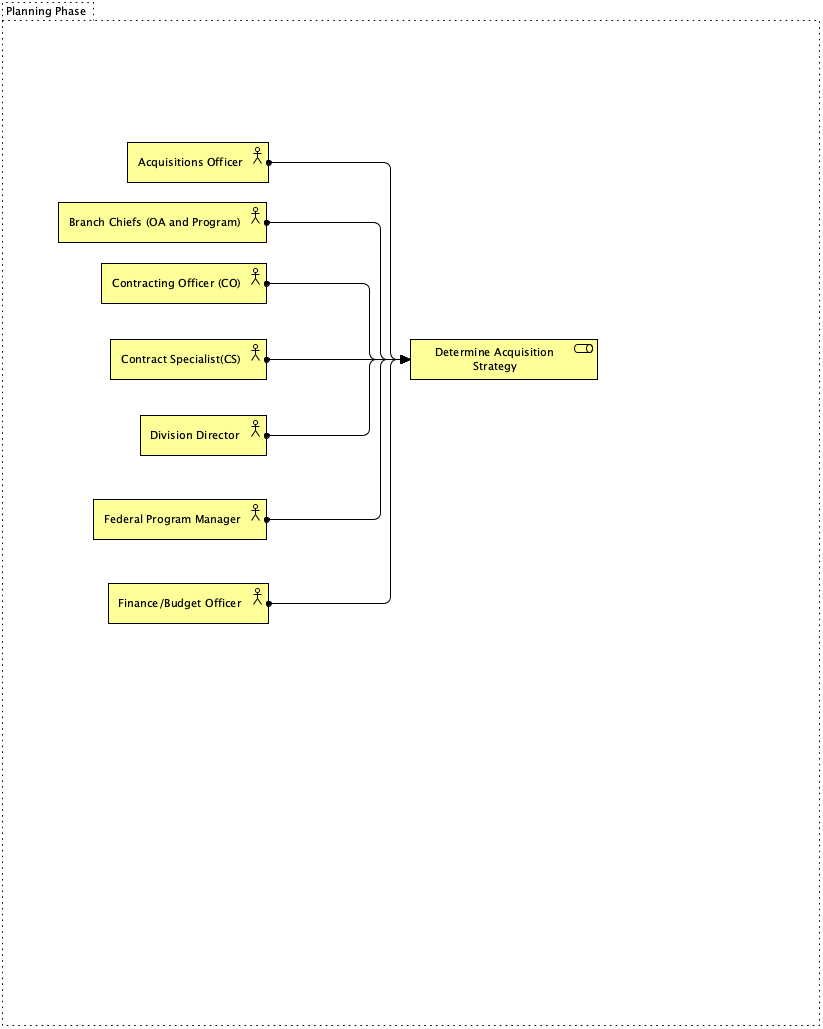 Planning Phase
Acquisitions Officer
Branch Chiefs (OA and Program)
Contracting Officer (CO)
Contract Specialist(CS)
Determine Acquisition
Strategy
Division Director
Federal Program Manager
Finance/Budget Officer